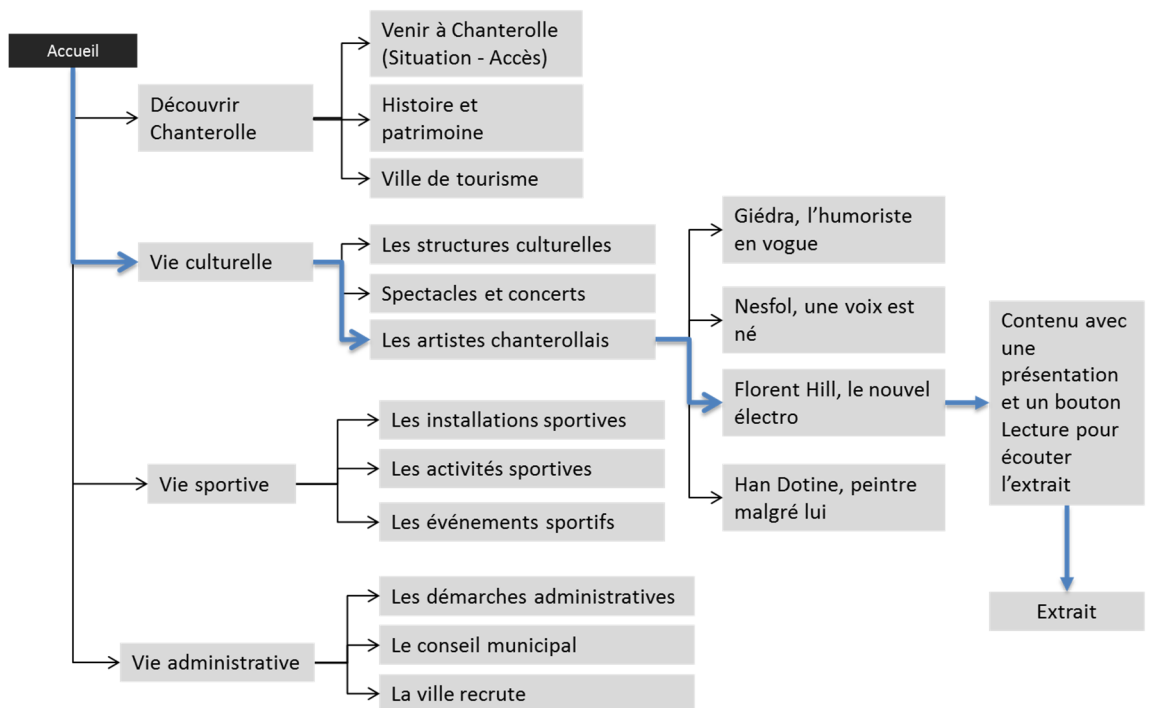 Accueil
Découvrir
Chanterolle
Venir à Chanterolle
(Situation - Accès)
Histoire et
patrimoine
Ville de tourisme
Vie culturelle
Les structures culturelles
Spectacles et concerts
Les artistes chanterollais
Giédra, l’humoriste
en vogue
Nesfol, une voix est
né
Florent Hill, le nouvel
électro
Han Dotine, peintre
malgré lui
Contenu avec
une
présentation
et un bouton
Lecture pour
écouter
l’extrait
Extrait
Vie sportive
Les installations sportives
Les activités sportives
Les événements sportifs
Vie administrative
Les démarches administratives
Le conseil municipal
La ville recrute